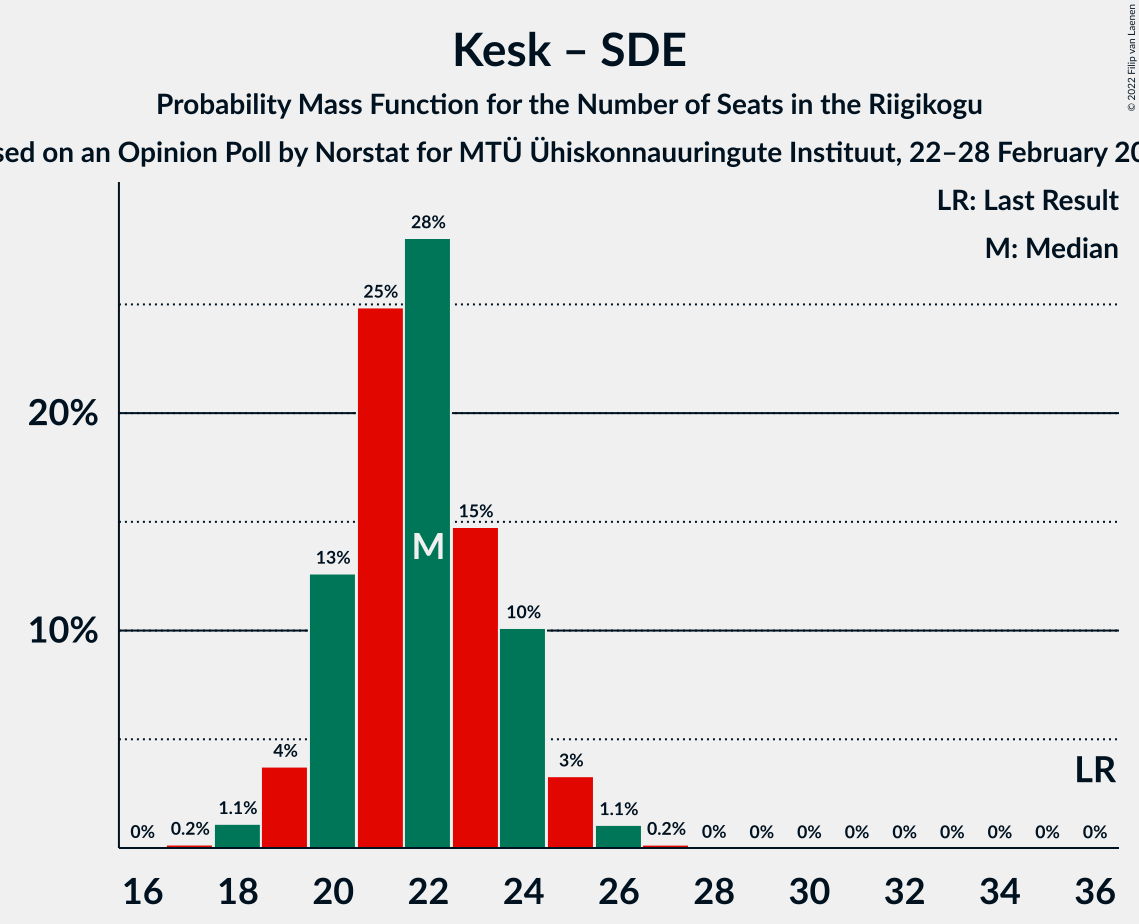 Kesk – SDE
Probability Mass Function for the Number of Seats in the Riigikogu
on an Opinion Poll by Norstat for MTÜ Ühiskonnauuringute Instituut, 22–28 February
© 2022 Filip van Laenen
LR: Last Result
M: Median
28%
25%
20%
15%
M
13%
10%
10%
4%
3%
LR
0% 0.2% 1.1% 1.1% 0.2% 0% 0% 0% 0% 0% 0% 0% 0% 0%
16 18 20 22 24 26 28 30 32 34 36